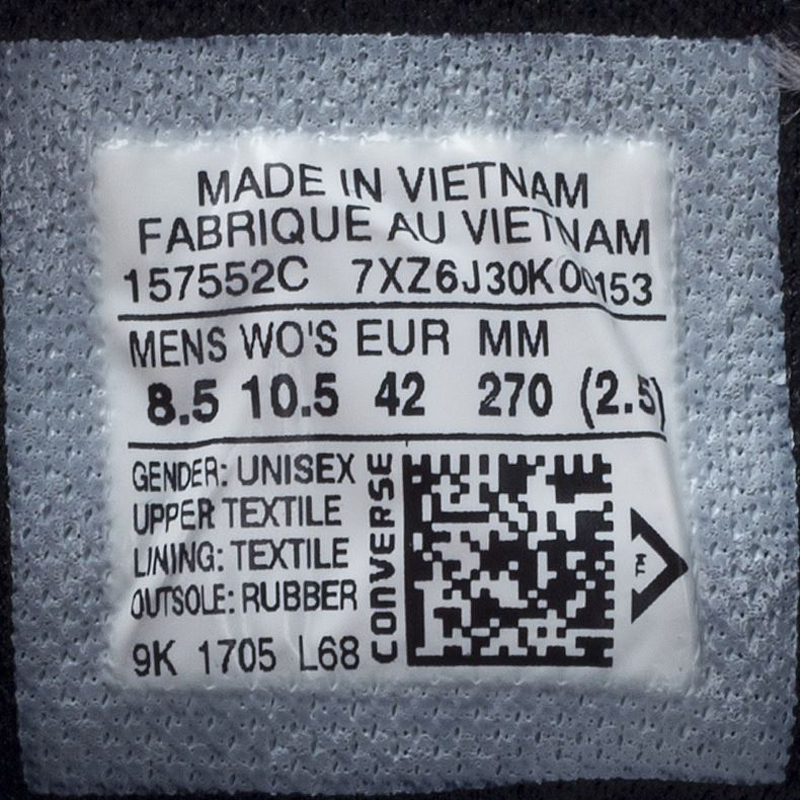 MADE IN VIETNAM
FABRIQUE AU VIETNAM
157552C 7XZ6J30K00153
MENS WO'S EUR MM
8.5 10.5 42 270 (2.5)
GENDER: UNISEX
UPPER TEXTILE
LINING: TEXTILE
OUTSOLE: RUBBER
9K 1705 L68
CONVERSE
TM